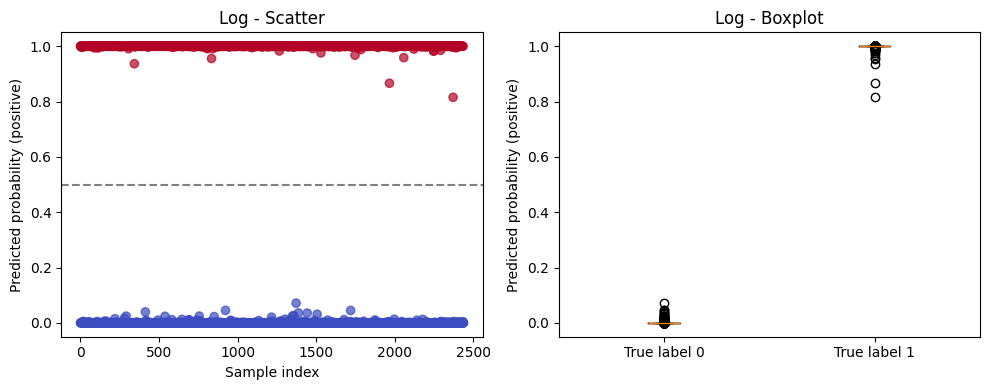 Log - Scatter
Predicted probability (positive)
1.0
0.8
0.6
0.4
0.2
0.0
0
500
1000
1500
2000
2500
Sample index
Log - Boxplot
Predicted probability (positive)
1.0
0.8
0.6
0.4
0.2
0.0
True label 0
True label 1